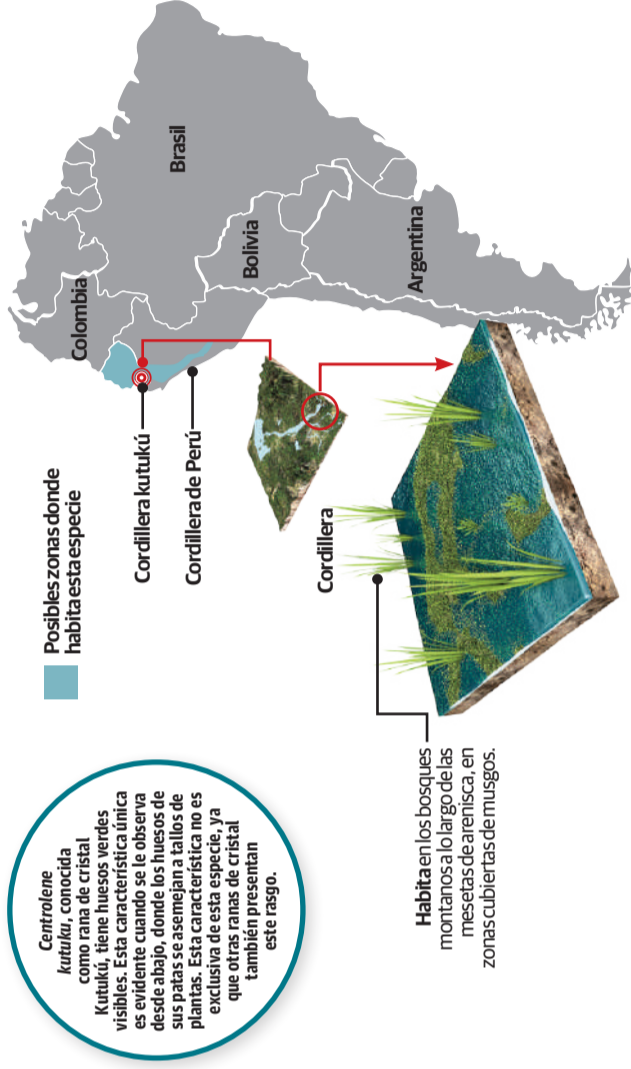 Centrolene
kutuku, conocida
como rana de cristal
Kutukú, tiene huesos verdes
visibles. Esta característica única
es evidente cuando se le observa
desde abajo, donde los huesos de
sus patas se asemejan a tallos de
plantas. Esta característica no es
exclusiva de esta especie, ya
que otras ranas de cristal
también presentan
este rasgo.
Posibles zonas donde
habita esta especie
Colombia
Brasil
Bolivia
Argentina
Cordillera kutukú
Cordillera de Perú
Cordillera
Habita en los bosques
montanos a lo largo de las
mesetas de arenisca, en
zonas cubiertas de musgos.